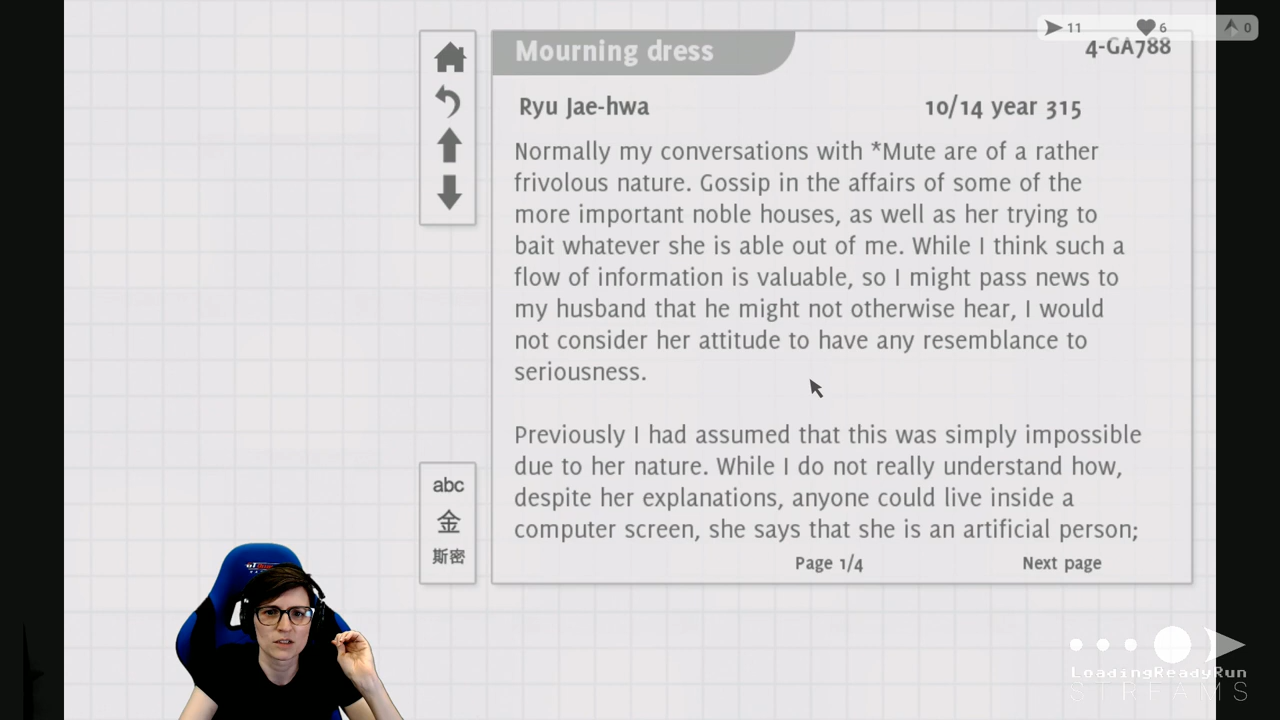 11
6
0
Mourning dress
4-GA788
Ryu Jae-hwa
10/14 year 315
Normally my conversations with *Mute are of a rather
frivolous nature. Gossip in the affairs of some of the
more important noble houses, as well as her trying to
bait whatever she is able out of me. While I think such a
flow of information is valuable, so I might pass news to
my husband that he might not otherwise hear, I would
not consider her attitude to have any resemblance to
seriousness.
Previously I had assumed that this was simply impossible
due to her nature. While I do not really understand how,
despite her explanations, anyone could live inside a
computer screen, she says that she is an artificial person;
Page 1/4
Next page
abc
金
斯密
LoadingReadyRun
STREAMS